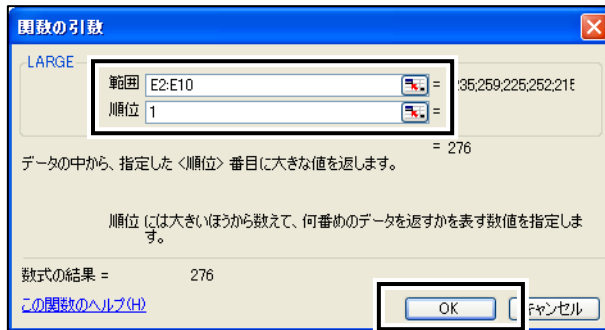 関数の引数
LARGE
範囲 E2:E10 = 235;259;225;252;215
順位 1 =
= 276
データの中から、指定した <順位> 番目に大きな値を返します。
順位 には大きいほうから数えて、何番めのデータを返すかを表す数値を指定しま
す。
数式の結果 = 276
この関数のヘルプ(H) OK キャンセル